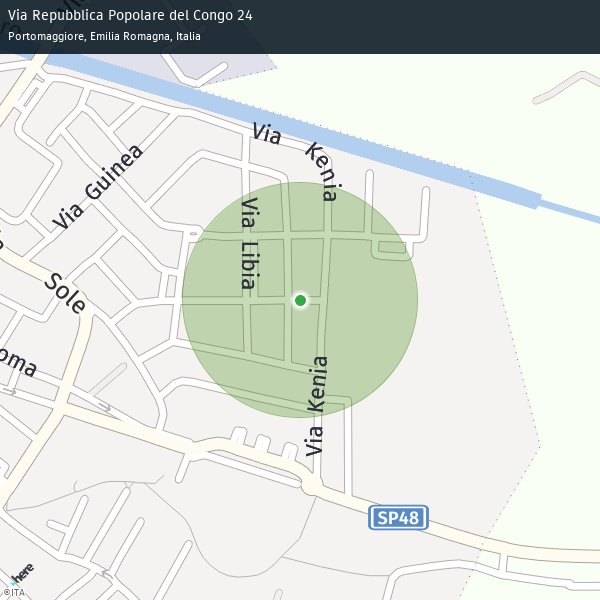 Via Repubblica Popolare del Congo 24
Portomaggiore, Emilia Romagna, Italia
Via Kenia
Via Guinea
Via Libia
Sole
oma
Via Kenia
SP48
here
©ITA